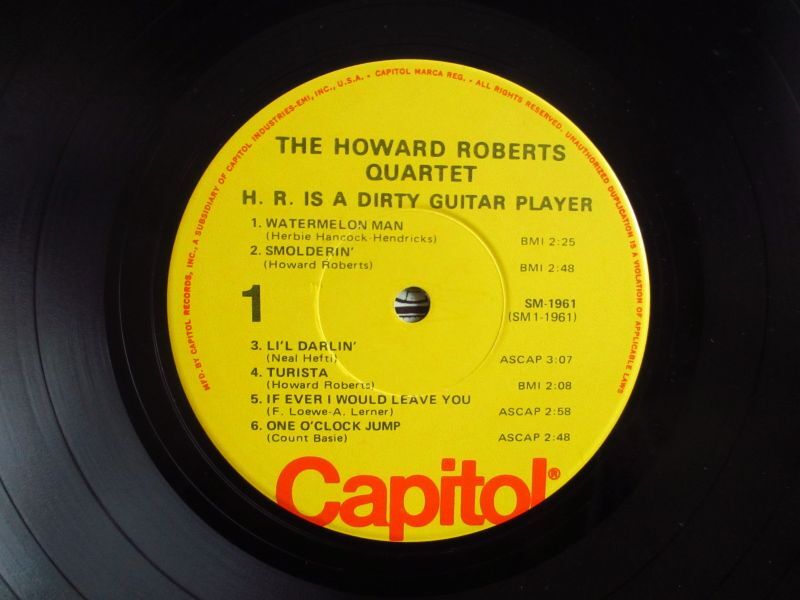 MFD. BY CAPITOL RECORDS, INC., A SUBSIDIARY OF CAPITOL INDUSTRIES-EMI, INC., U.S.A. • CAPITOL MARCA REG. • ALL RIGHTS RESERVED. UNAUTHORIZED DUPLICATION IS A VIOLATION OF APPLICABLE LAWS
THE HOWARD ROBERTS
QUARTET
H. R. IS A DIRTY GUITAR PLAYER
1. WATERMELON MAN
(Herbie Hancock-Hendricks) BMI 2:25
2. SMOLDERIN'
(Howard Roberts) BMI 2:48
1
SM-1961
(SM1-1961)
3. LI'L DARLIN'
(Neal Hefti) ASCAP 3:07
4. TURISTA
(Howard Roberts) BMI 2:08
5. IF EVER I WOULD LEAVE YOU
(F. Loewe-A. Lerner) ASCAP 2:58
6. ONE O'CLOCK JUMP
(Count Basie) ASCAP 2:48
Capitol®